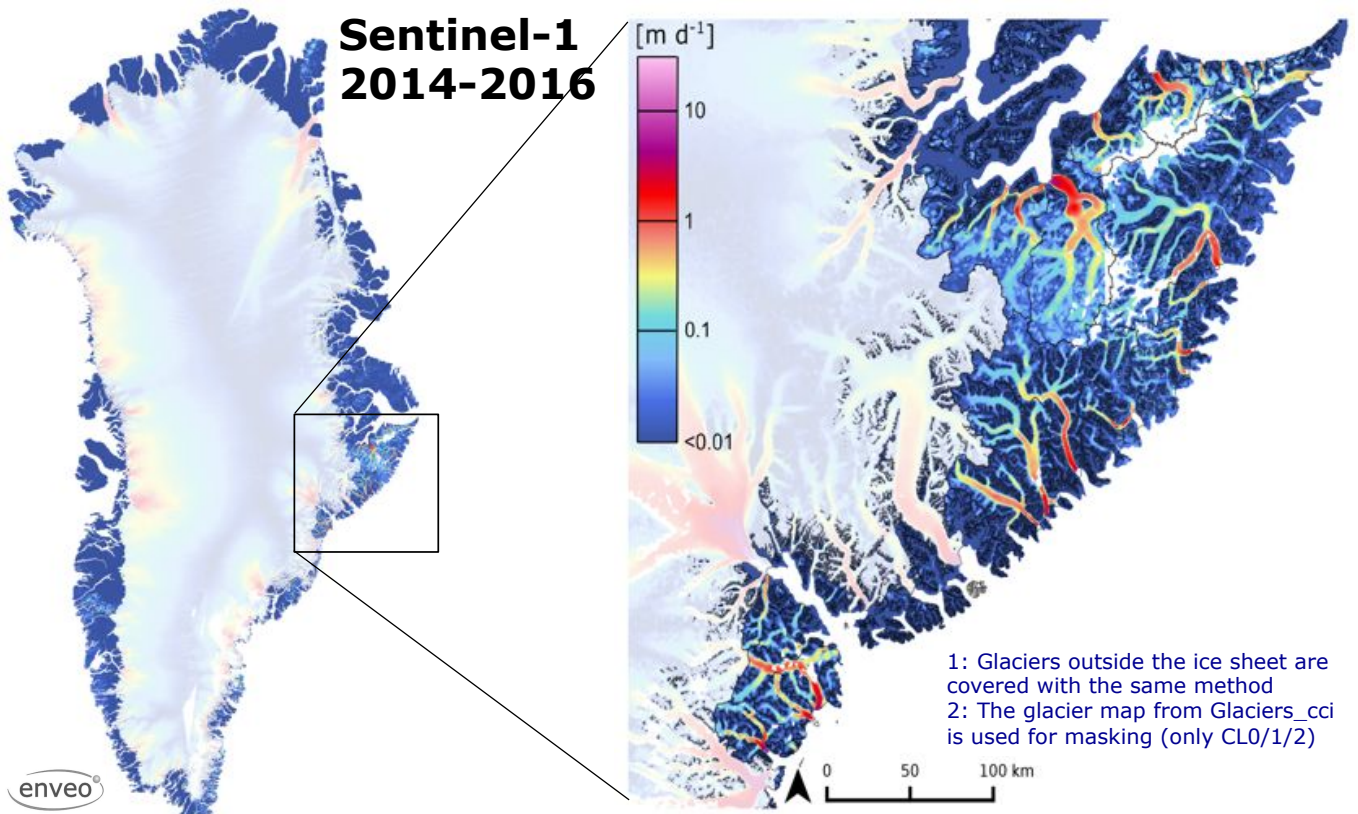 Sentinel-1
2014-2016
[m d⁻¹]
10
1
0.1
<0.01
1: Glaciers outside the ice sheet are
covered with the same method
2: The glacier map from Glaciers_cci
is used for masking (only CL0/1/2)
0 50 100 km
enveo